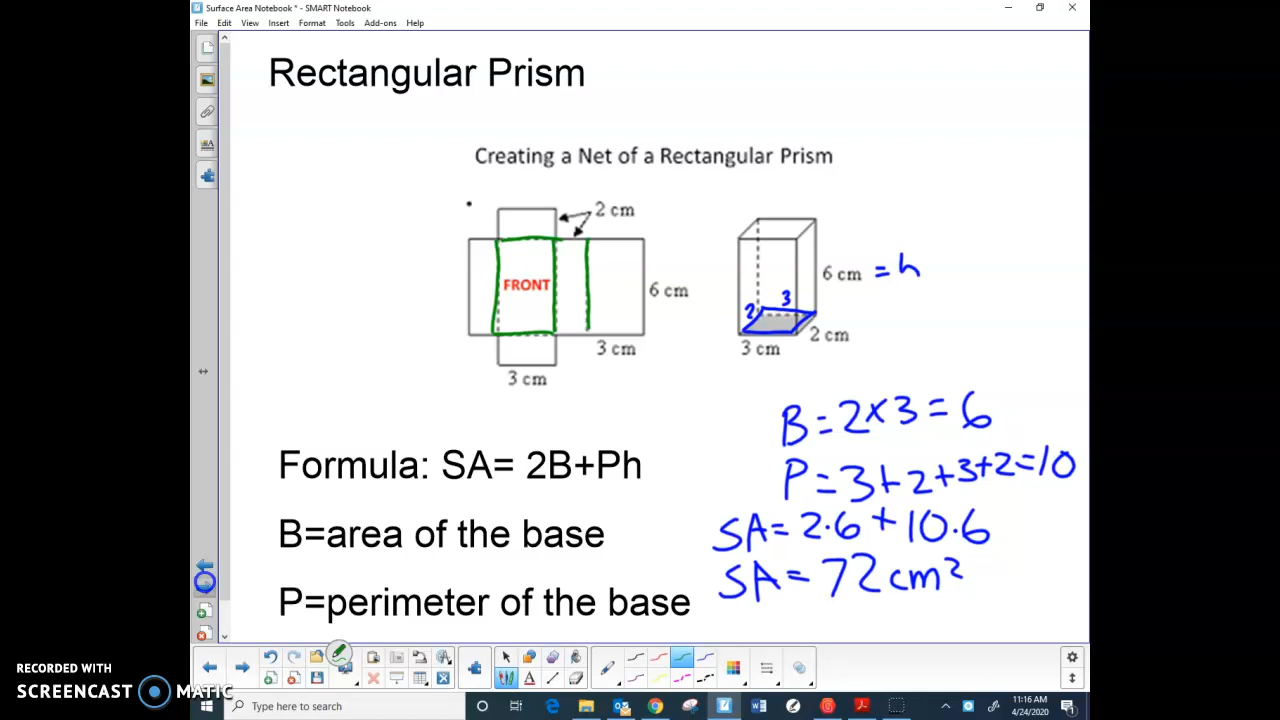 Surface Area Notebook * - SMART Notebook
File Edit View Insert Format Tools Add-ons Help
Rectangular Prism
Creating a Net of a Rectangular Prism
2 cm
FRONT
6 cm
3 cm
3 cm
6 cm = h
2 3
2 cm
3 cm
B = 2 x 3 = 6
P = 3 + 2 + 3 + 2 = 10
SA = 2·6 + 10·6
SA = 72 cm²
Formula: SA= 2B+Ph
B=area of the base
P=perimeter of the base
RECORDED WITH
SCREENCAST MATIC
Type here to search
11:16 AM
4/24/2020